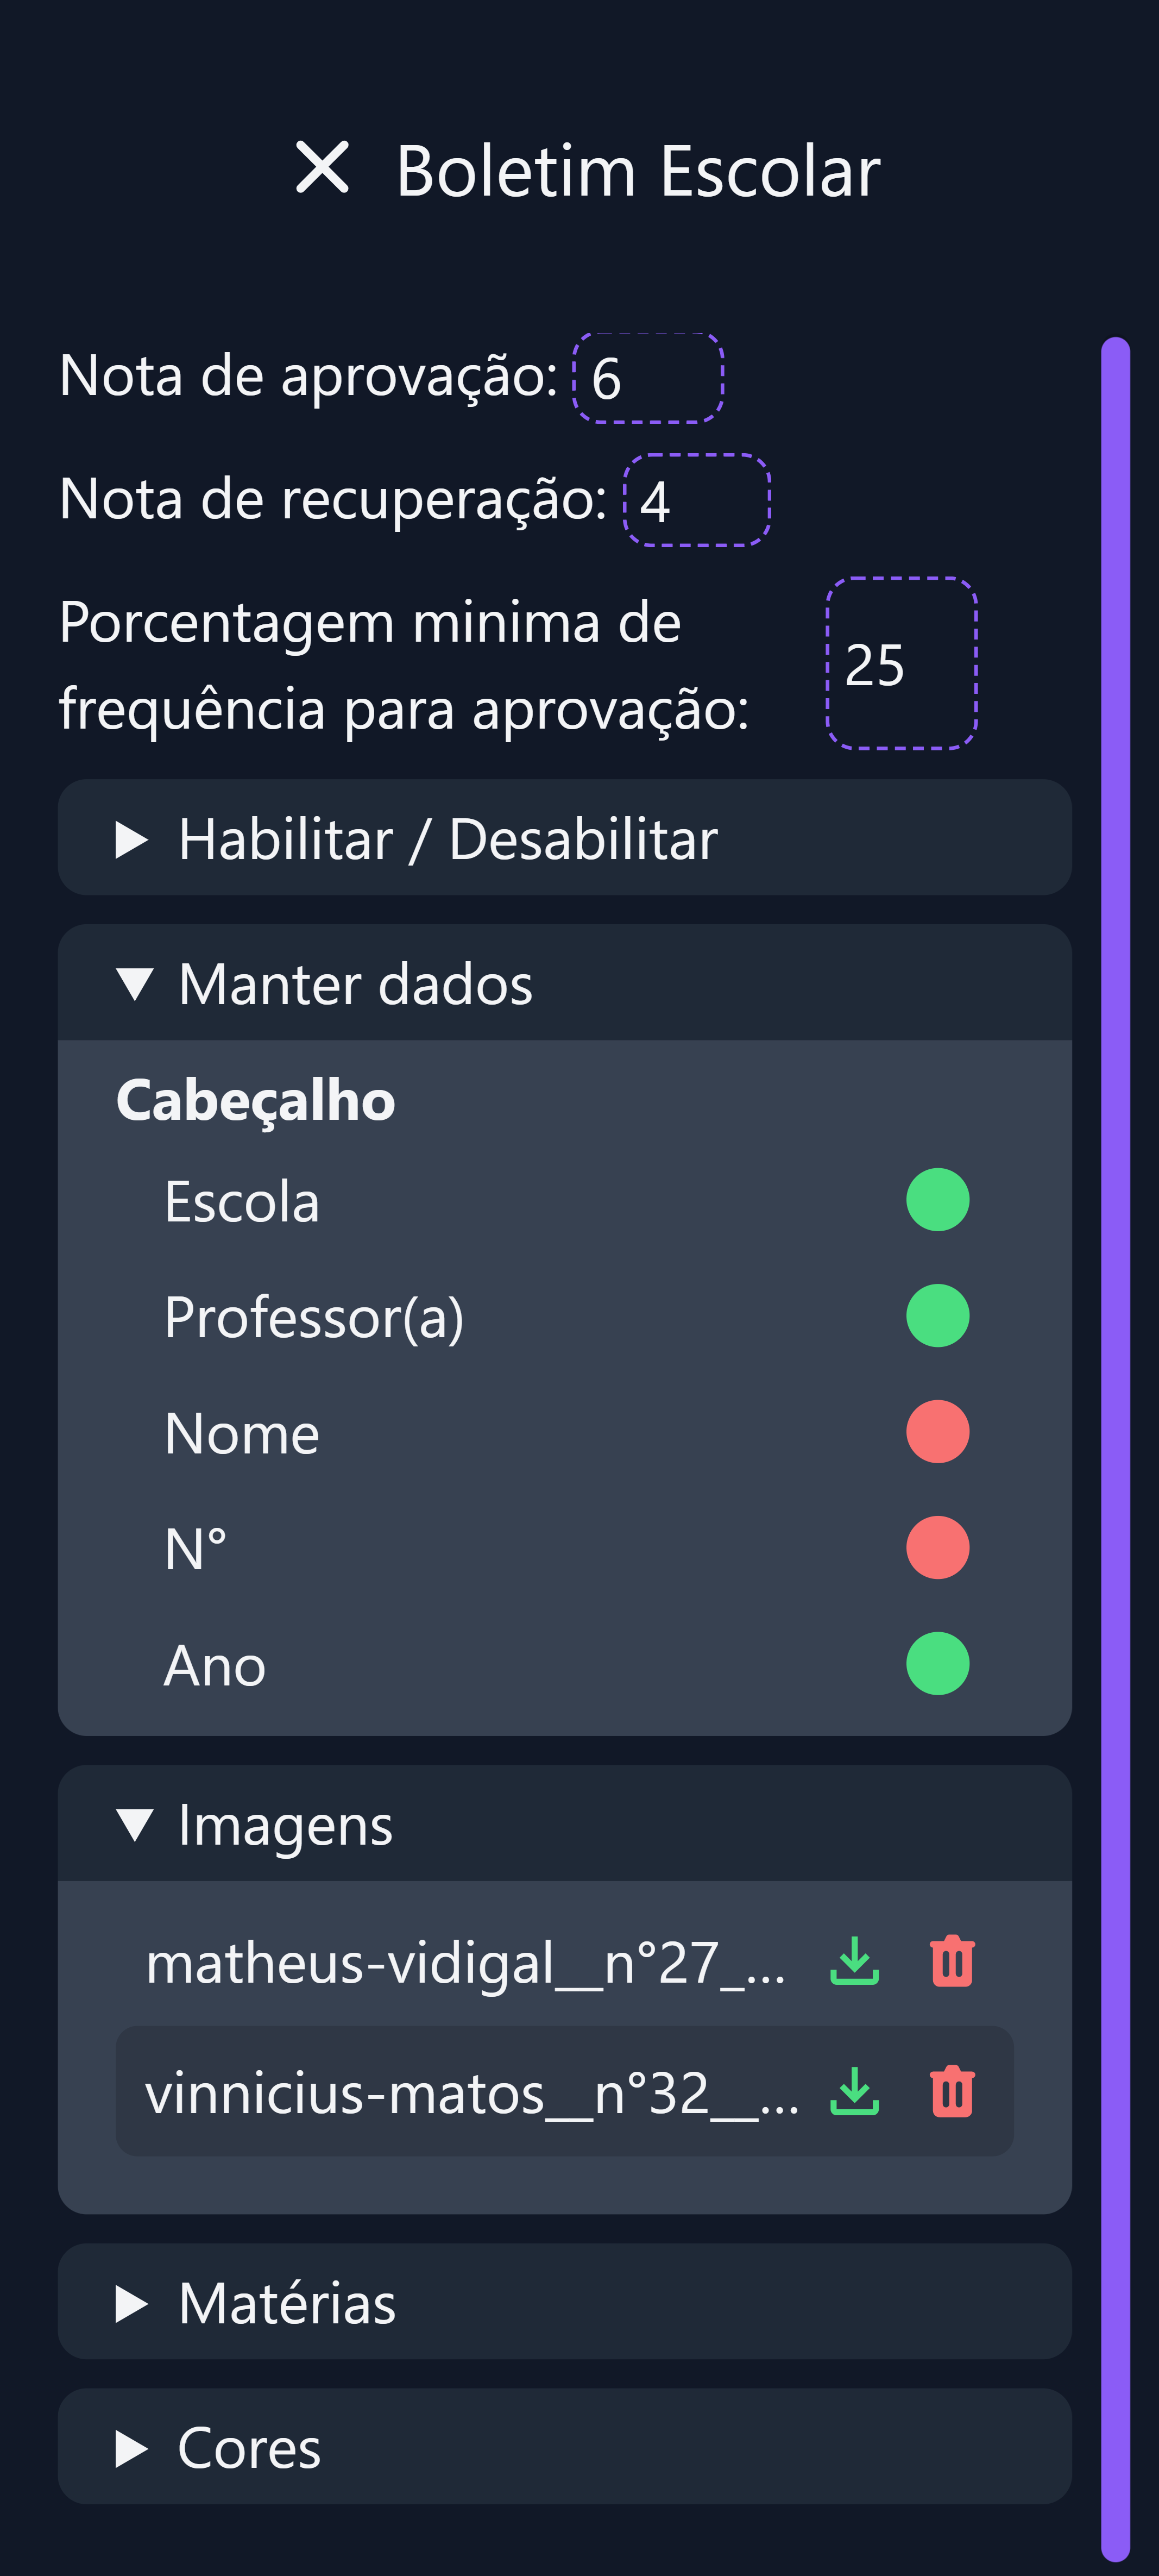 Boletim Escolar
Nota de aprovação: 6
Nota de recuperação: 4
Porcentagem minima de
frequência para aprovação:
25
Habilitar / Desabilitar
Manter dados
Cabeçalho
Escola
Professor(a)
Nome
N°
Ano
Imagens
matheus-vidigal__n°27_...
vinnicius-matos__n°32__...
Matérias
Cores